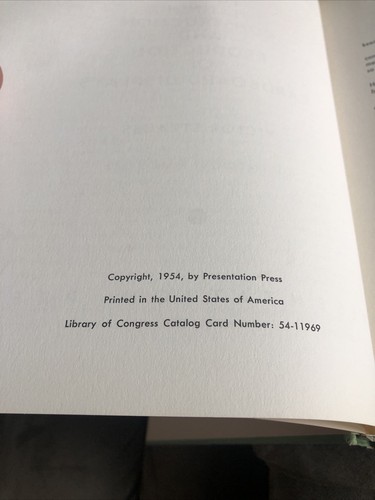 Copyright, 1954, by Presentation Press
Printed in the United States of America
Library of Congress Catalog Card Number: 54-11969